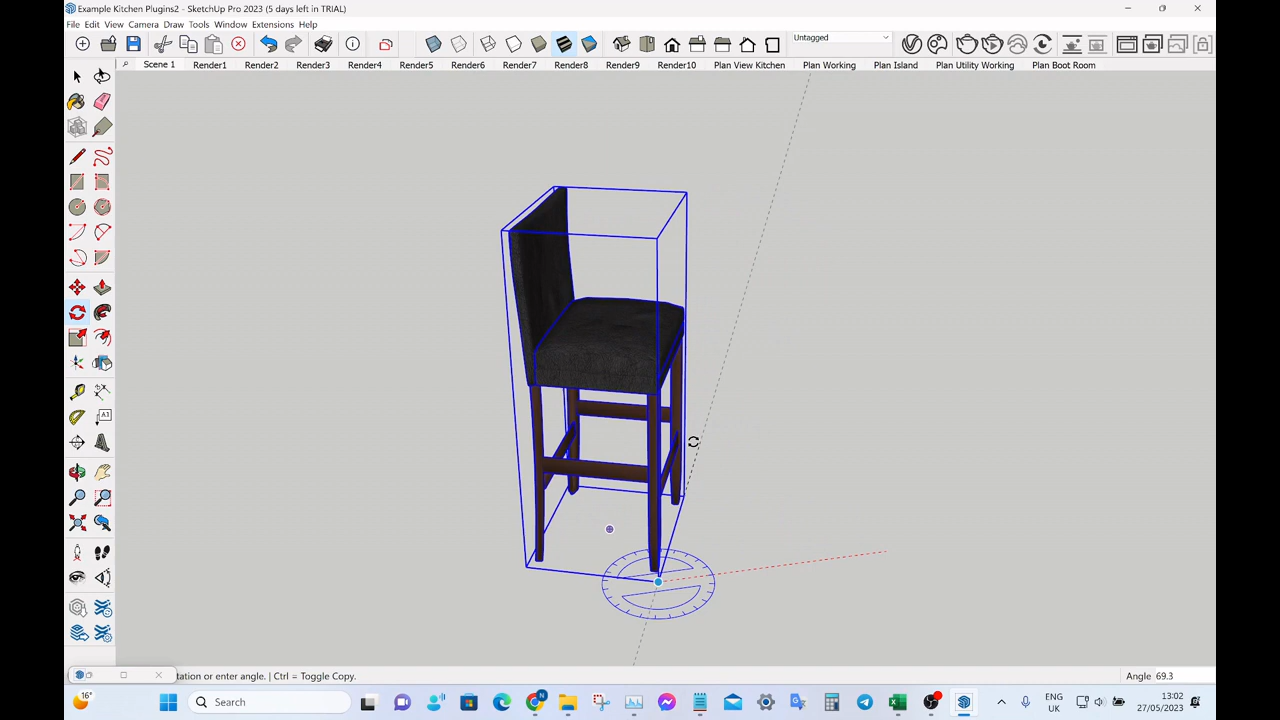 Example Kitchen Plugins2 - SketchUp Pro 2023 (5 days left in TRIAL)
File Edit View Camera Draw Tools Window Extensions Help
Untagged
Scene 1 Render1 Render2 Render3 Render4 Render5 Render6 Render7 Render8 Render9 Render10 Plan View Kitchen Plan Working Plan Island Plan Utility Working Plan Boot Room
A1
tation or enter angle. | Ctrl = Toggle Copy.
Angle 69.3
16°
Search
ENG
UK
13:02
27/05/2023